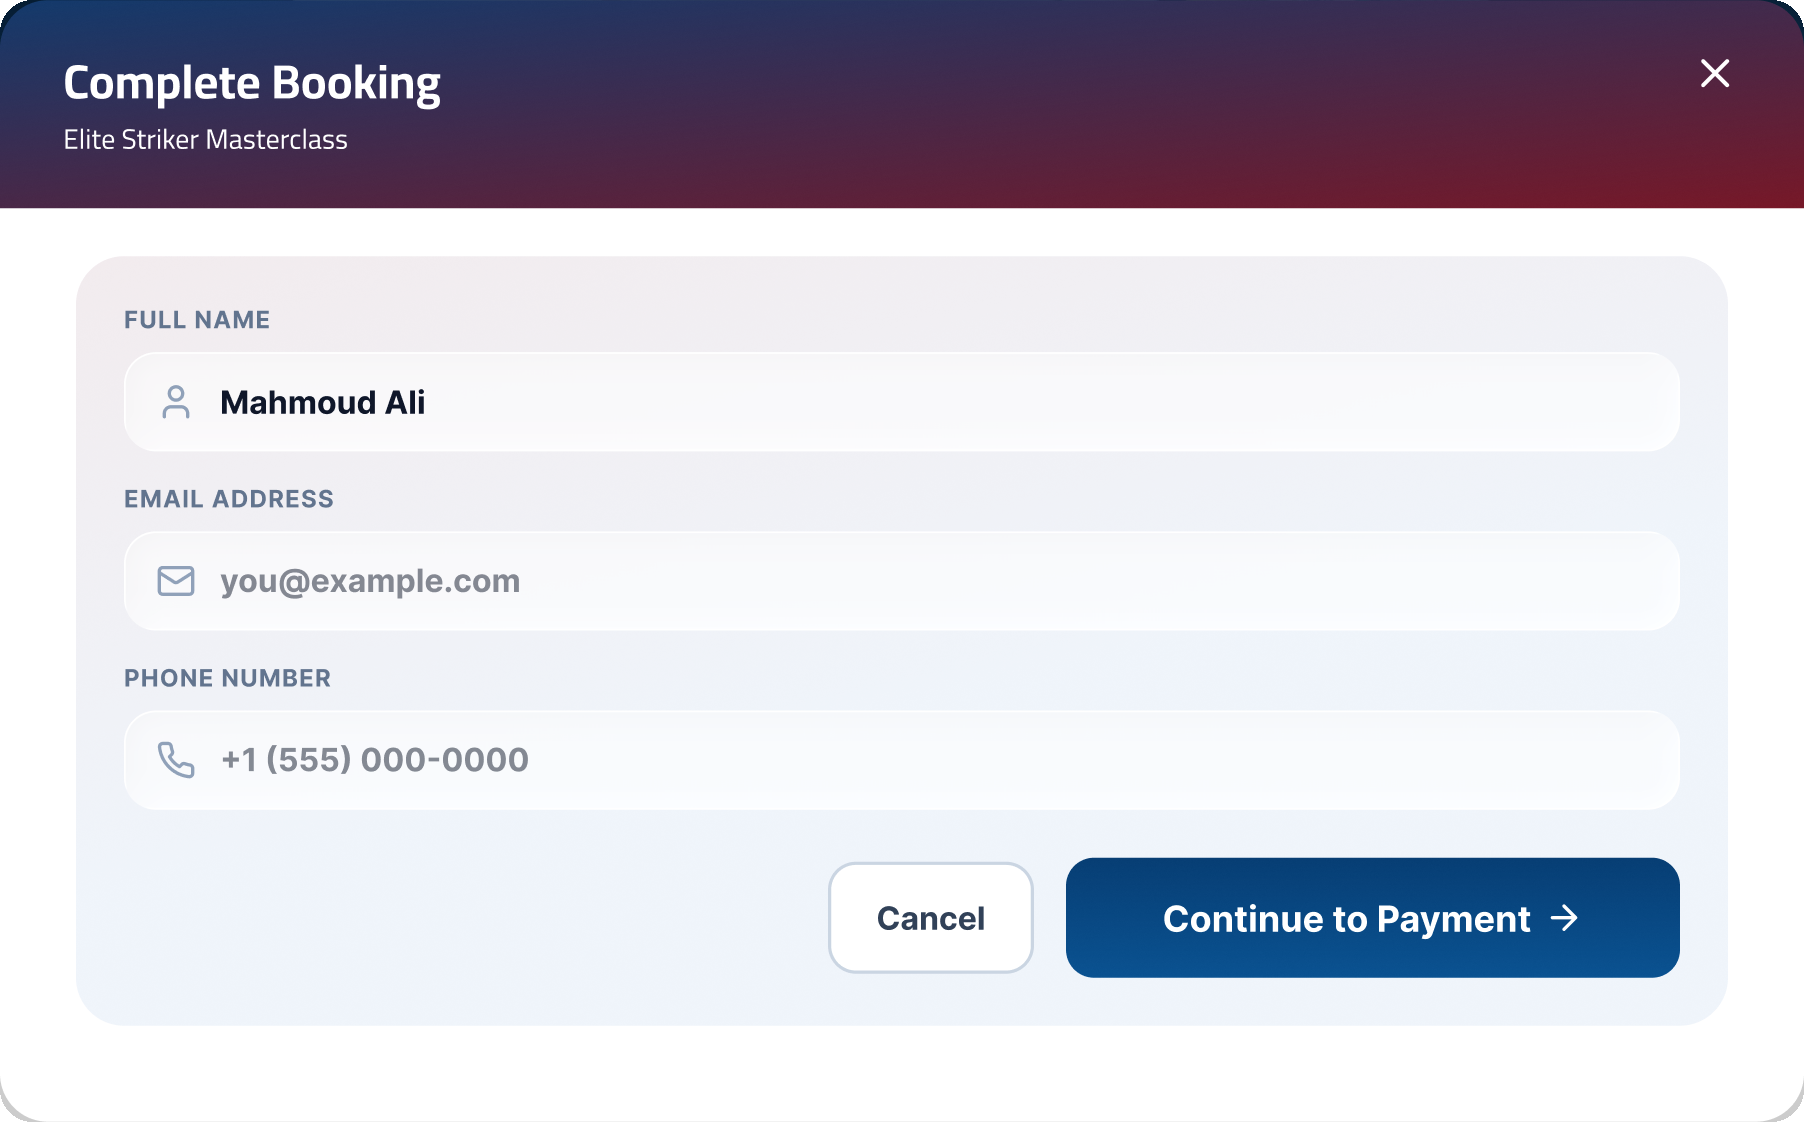 Complete Booking
Elite Striker Masterclass
FULL NAME
Mahmoud Ali
EMAIL ADDRESS
you@example.com
PHONE NUMBER
+1 (555) 000-0000
Cancel
Continue to Payment →